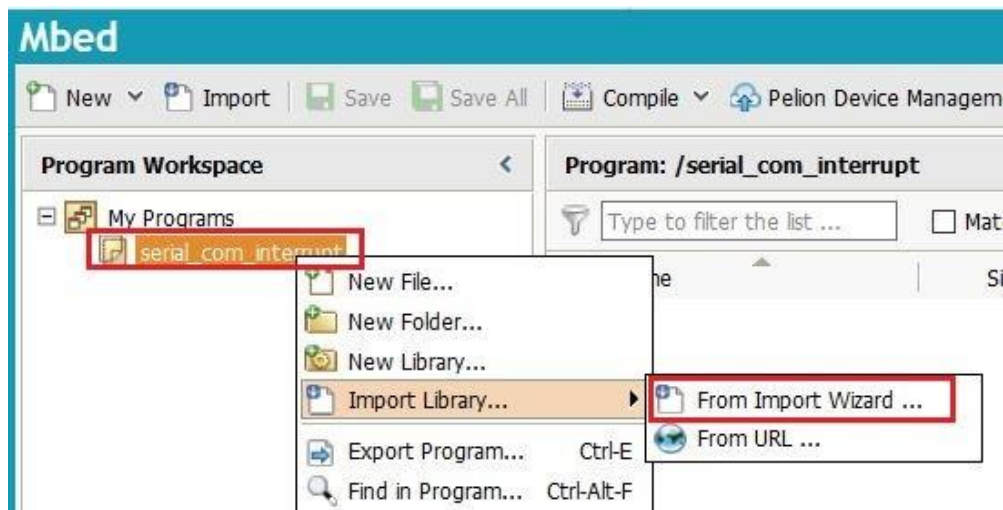 Mbed
New Import Save Save All Compile Pelion Device Managem
Program Workspace < Program: /serial_com_interrupt
My Programs Type to filter the list ... Mat
serial_com_interrupt
New File... Si
New Folder...
New Library...
Import Library... From Import Wizard ...
From URL ...
Export Program... Ctrl-E
Find in Program... Ctrl-Alt-F